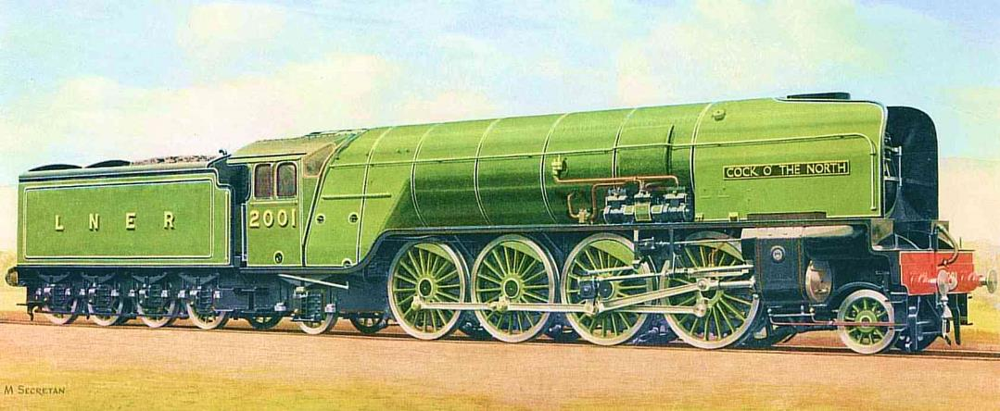 COCK O' THE NORTH
L N E R
2001
M SECRETAN